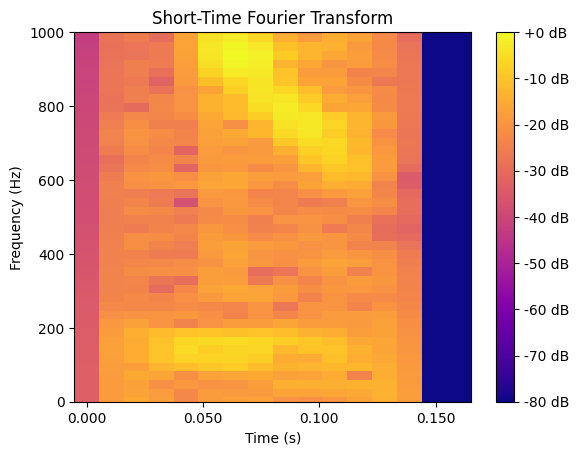 Short-Time Fourier Transform
1000
800
600
400
200
0
Frequency (Hz)
0.000
0.050
0.100
0.150
Time (s)
+0 dB
-10 dB
-20 dB
-30 dB
-40 dB
-50 dB
-60 dB
-70 dB
-80 dB